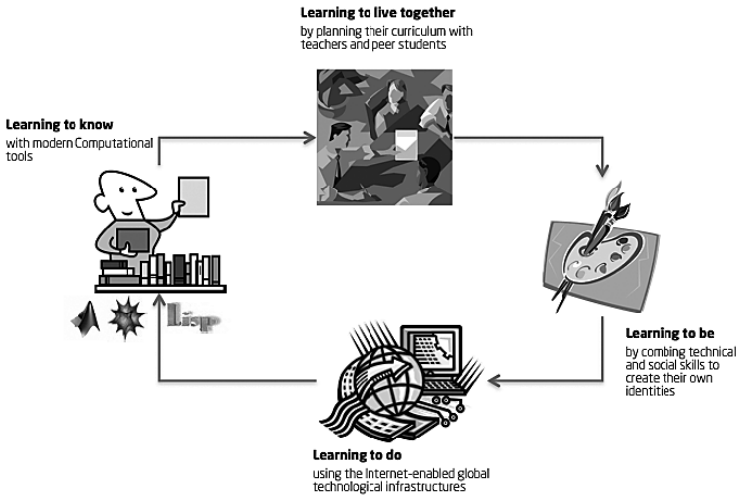 Learning to live together
by planning their curriculum with
teachers and peer students
Learning to know
with modern Computational
tools
Lisp
Learning to be
by combing technical
and social skills to
create their own
identities
Learning to do
using the Internet-enabled global
technological infrastructures